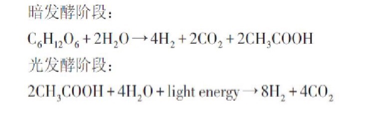 暗发酵阶段：
C₆H₁₂O₆ + 2H₂O → 4H₂ + 2CO₂ + 2CH₃COOH
光发酵阶段：
2CH₃COOH + 4H₂O + light energy → 8H₂ + 4CO₂